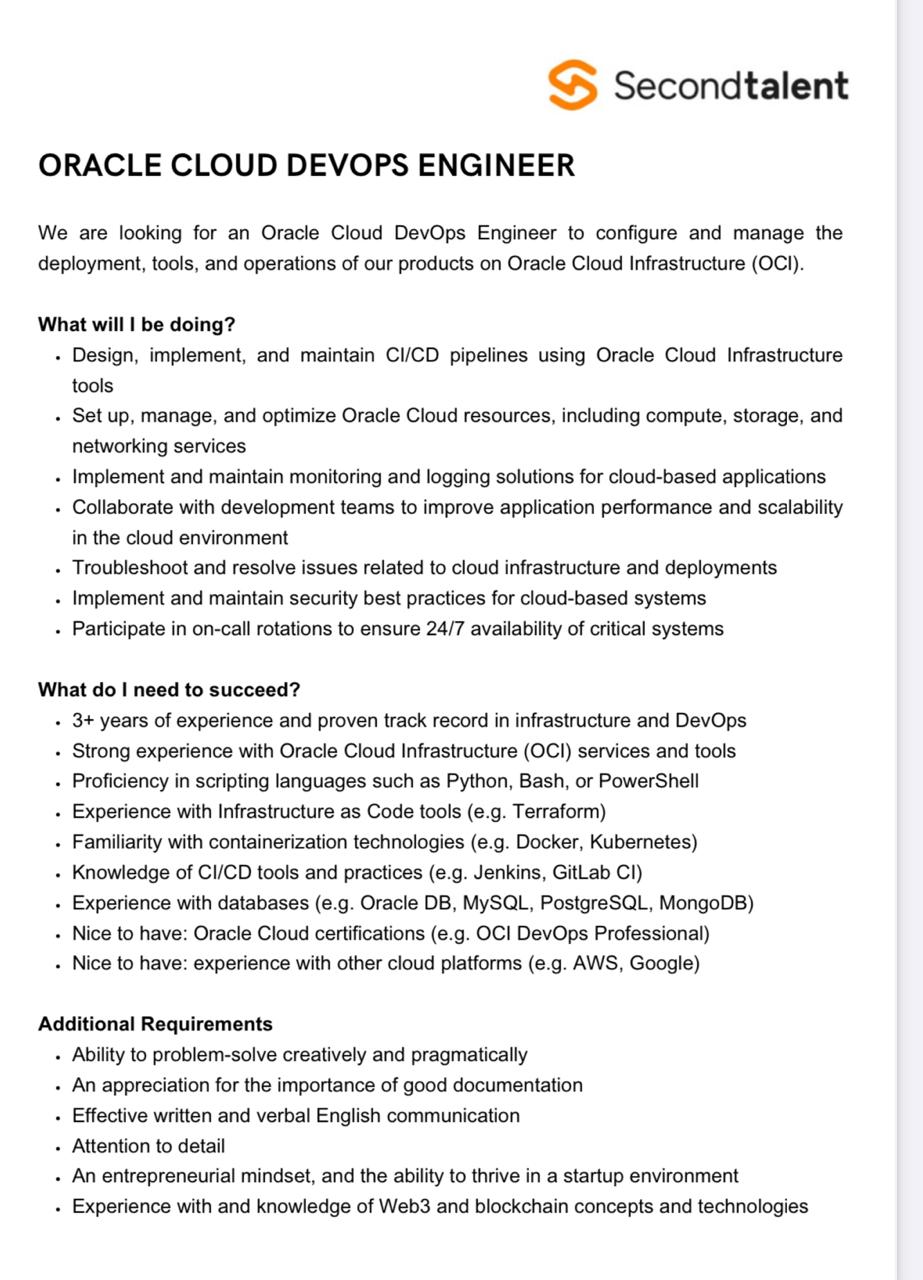 Secondtalent
ORACLE CLOUD DEVOPS ENGINEER
We are looking for an Oracle Cloud DevOps Engineer to configure and manage the
deployment, tools, and operations of our products on Oracle Cloud Infrastructure (OCI).
What will I be doing?
• Design, implement, and maintain CI/CD pipelines using Oracle Cloud Infrastructure
tools
• Set up, manage, and optimize Oracle Cloud resources, including compute, storage, and
networking services
• Implement and maintain monitoring and logging solutions for cloud-based applications
• Collaborate with development teams to improve application performance and scalability
in the cloud environment
• Troubleshoot and resolve issues related to cloud infrastructure and deployments
• Implement and maintain security best practices for cloud-based systems
• Participate in on-call rotations to ensure 24/7 availability of critical systems
What do I need to succeed?
• 3+ years of experience and proven track record in infrastructure and DevOps
• Strong experience with Oracle Cloud Infrastructure (OCI) services and tools
• Proficiency in scripting languages such as Python, Bash, or PowerShell
• Experience with Infrastructure as Code tools (e.g. Terraform)
• Familiarity with containerization technologies (e.g. Docker, Kubernetes)
• Knowledge of CI/CD tools and practices (e.g. Jenkins, GitLab CI)
• Experience with databases (e.g. Oracle DB, MySQL, PostgreSQL, MongoDB)
• Nice to have: Oracle Cloud certifications (e.g. OCI DevOps Professional)
• Nice to have: experience with other cloud platforms (e.g. AWS, Google)
Additional Requirements
• Ability to problem-solve creatively and pragmatically
• An appreciation for the importance of good documentation
• Effective written and verbal English communication
• Attention to detail
• An entrepreneurial mindset, and the ability to thrive in a startup environment
• Experience with and knowledge of Web3 and blockchain concepts and technologies